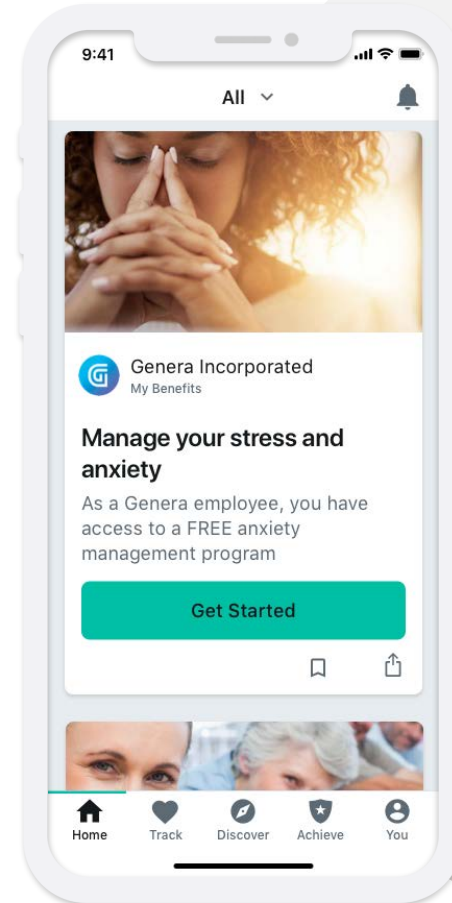 9:41
All
Genera Incorporated
My Benefits
Manage your stress and
anxiety
As a Genera employee, you have
access to a FREE anxiety
management program
Get Started
Home Track Discover Achieve You